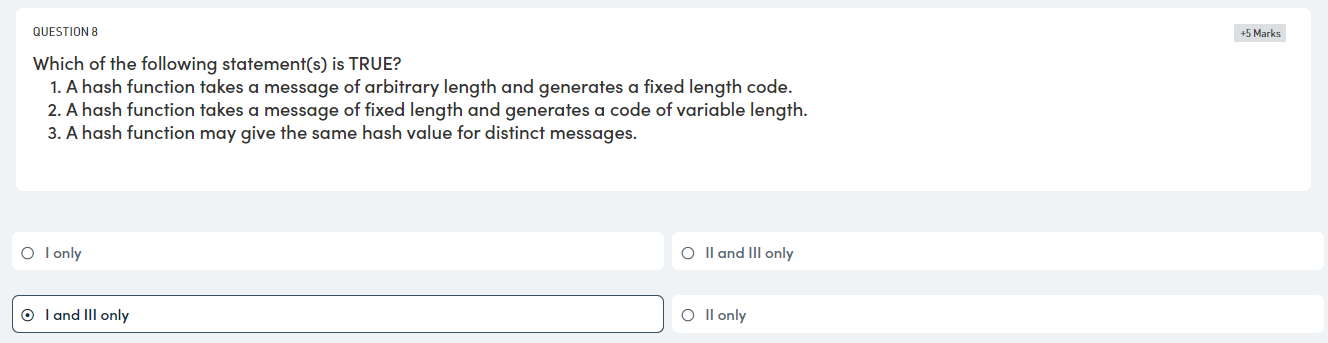 QUESTION 8
+5 Marks
Which of the following statement(s) is TRUE?
1. A hash function takes a message of arbitrary length and generates a fixed length code.
2. A hash function takes a message of fixed length and generates a code of variable length.
3. A hash function may give the same hash value for distinct messages.
I only
II and III only
I and III only
II only